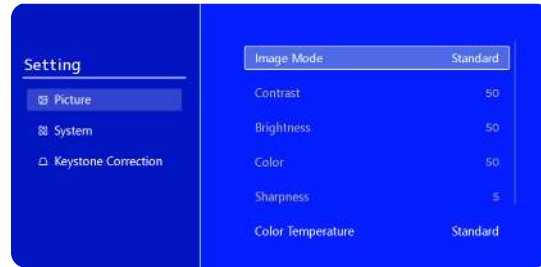 Setting
Picture
System
Keystone Correction
Image Mode Standard
Contrast 50
Brightness 50
Color 50
Sharpness 5
Color Temperature Standard